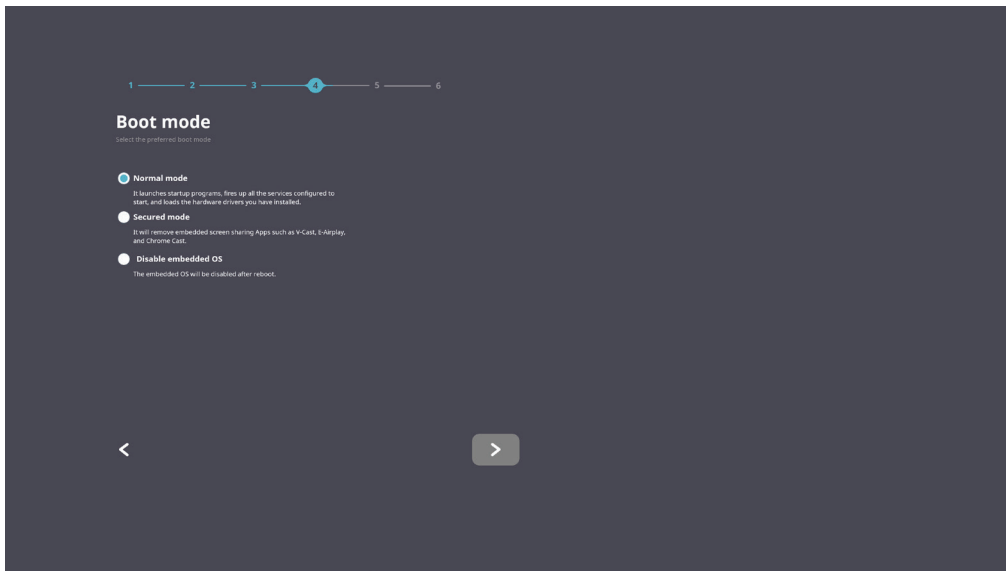 1 2 3 4 5 6
Boot mode
Select the preferred boot mode
Normal mode
It launches startup programs, fires up all the services configured to
start, and loads the hardware drivers you have installed.
Secured mode
It will remove embedded screen sharing Apps such as V-Cast, E-Airplay,
and Chrome Cast.
Disable embedded OS
The embedded OS will be disabled after reboot.